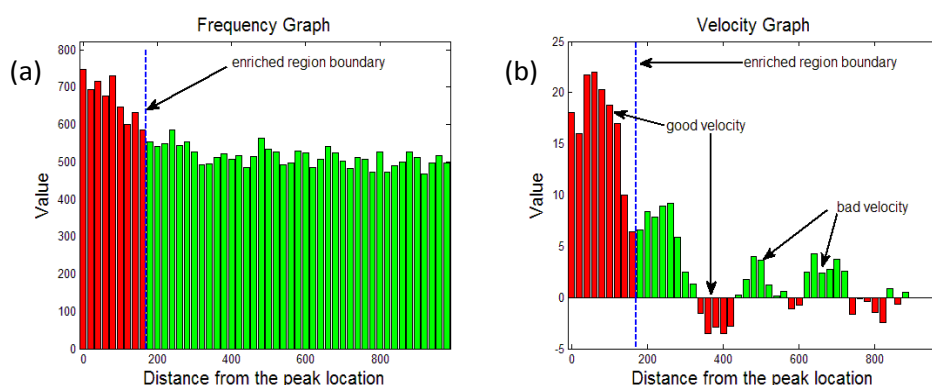 (a)
Frequency Graph
800
700
600
500
400
300
200
100
0
Value
enriched region boundary
0 200 400 600 800
Distance from the peak location
(b)
Velocity Graph
25
20
15
10
5
0
-5
Value
enriched region boundary
good velocity
bad velocity
0 200 400 600 800
Distance from the peak location